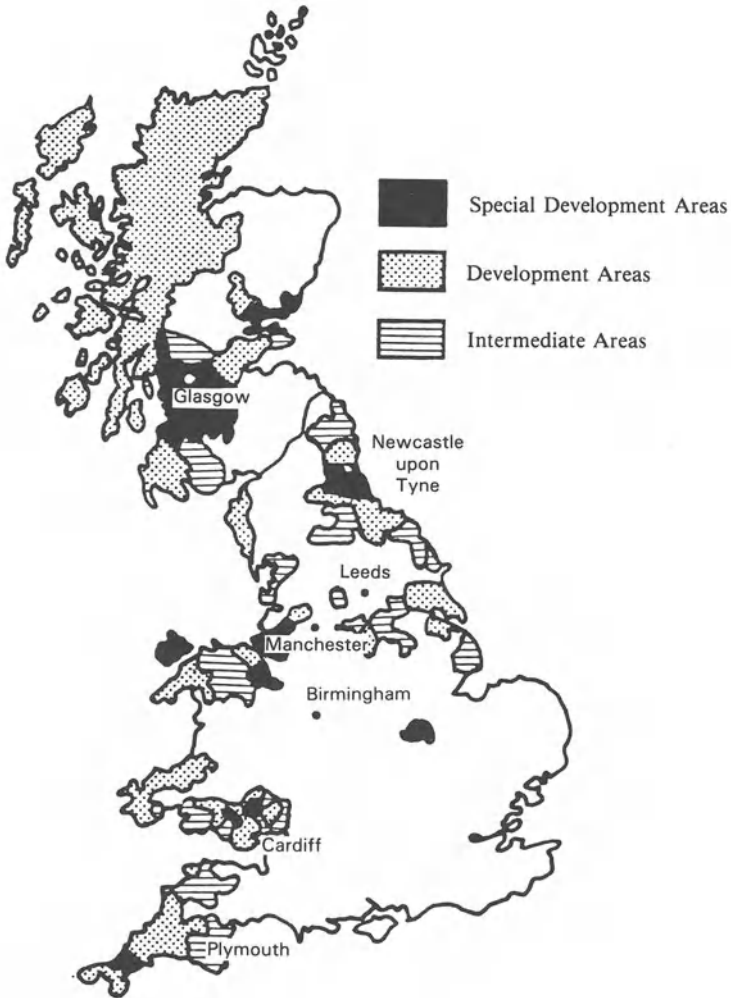 Special Development Areas
Development Areas
Intermediate Areas
Glasgow
Newcastle
upon
Tyne
Leeds
Manchester
Birmingham
Cardiff
Plymouth